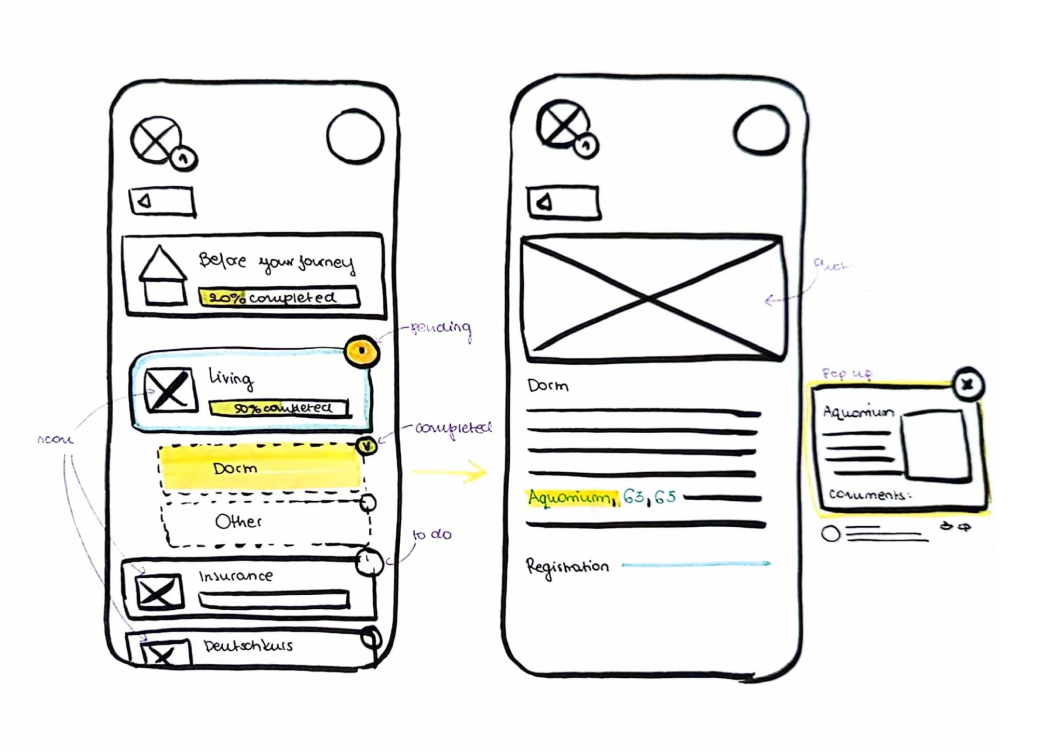 Before your journey
20% completed
pending
Living
50% completed
icon
completed
Dorm
Other
to do
Insurance
Deutschkurs
Dorm
Aquarium, 63, 65
Registration
Pop up
Aquarium
comments: